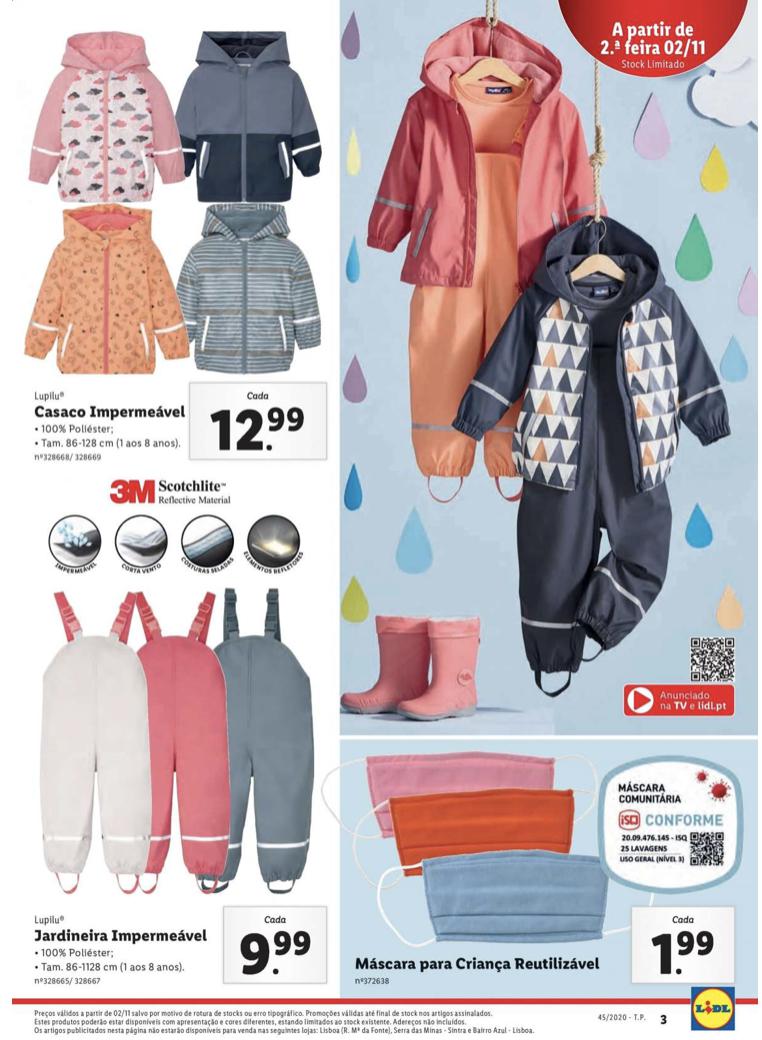 A partir de
2.ª feira 02/11
Stock Limitado
Lupilu®
Casaco Impermeável
• 100% Poliéster;
• Tam. 86-128 cm (1 aos 8 anos).
nº328668/ 328669
Cada
12.99
3M Scotchlite™
Reflective Material
IMPERMEÁVEL
CORTA VENTO
COSTURAS SELADAS
ELEMENTOS REFLETORES
Anunciado
na TV e lidl.pt
Lupilu®
Jardineira Impermeável
• 100% Poliéster;
• Tam. 86-1128 cm (1 aos 8 anos).
nº328665/ 328667
Cada
9.99
MÁSCARA
COMUNITÁRIA
ISQ CONFORME
20.09.476.145 - ISQ
25 LAVAGENS
USO GERAL (NÍVEL 3)
Máscara para Criança Reutilizável
nº372638
Cada
1.99
Preços válidos a partir de 02/11 salvo por motivo de rotura de stocks ou erro tipográfico. Promoções válidas até final de stock nos artigos assinalados.
Estes produtos poderão estar disponíveis com apresentação e cores diferentes, estando limitados ao stock existente. Adereços não incluídos.
Os artigos publicitados nesta página não estarão disponíveis para venda nas seguintes lojas: Lisboa (R. Mª da Fonte), Serra das Minas - Sintra e Bairro Azul - Lisboa.
45/2020 - T.P. 3
LIDL